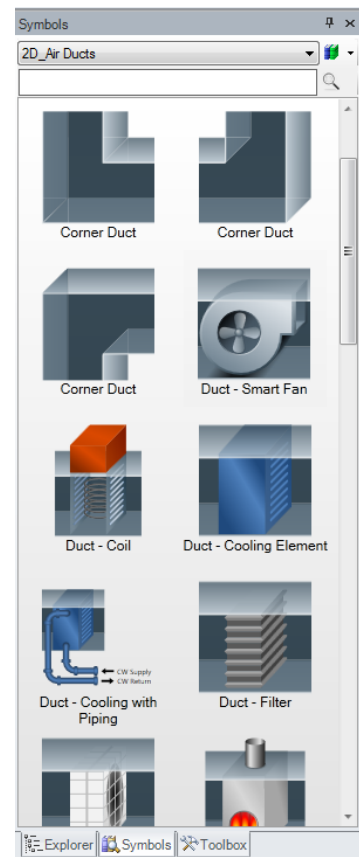 Symbols
2D_Air Ducts
Corner Duct
Corner Duct
Corner Duct
Duct - Smart Fan
Duct - Coil
Duct - Cooling Element
CW Supply
CW Return
Duct - Cooling with
Piping
Duct - Filter
Explorer
Symbols
Toolbox